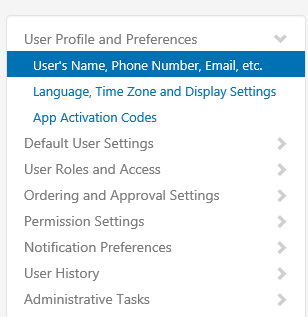 User Profile and Preferences
User's Name, Phone Number, Email, etc.
Language, Time Zone and Display Settings
App Activation Codes
Default User Settings
User Roles and Access
Ordering and Approval Settings
Permission Settings
Notification Preferences
User History
Administrative Tasks